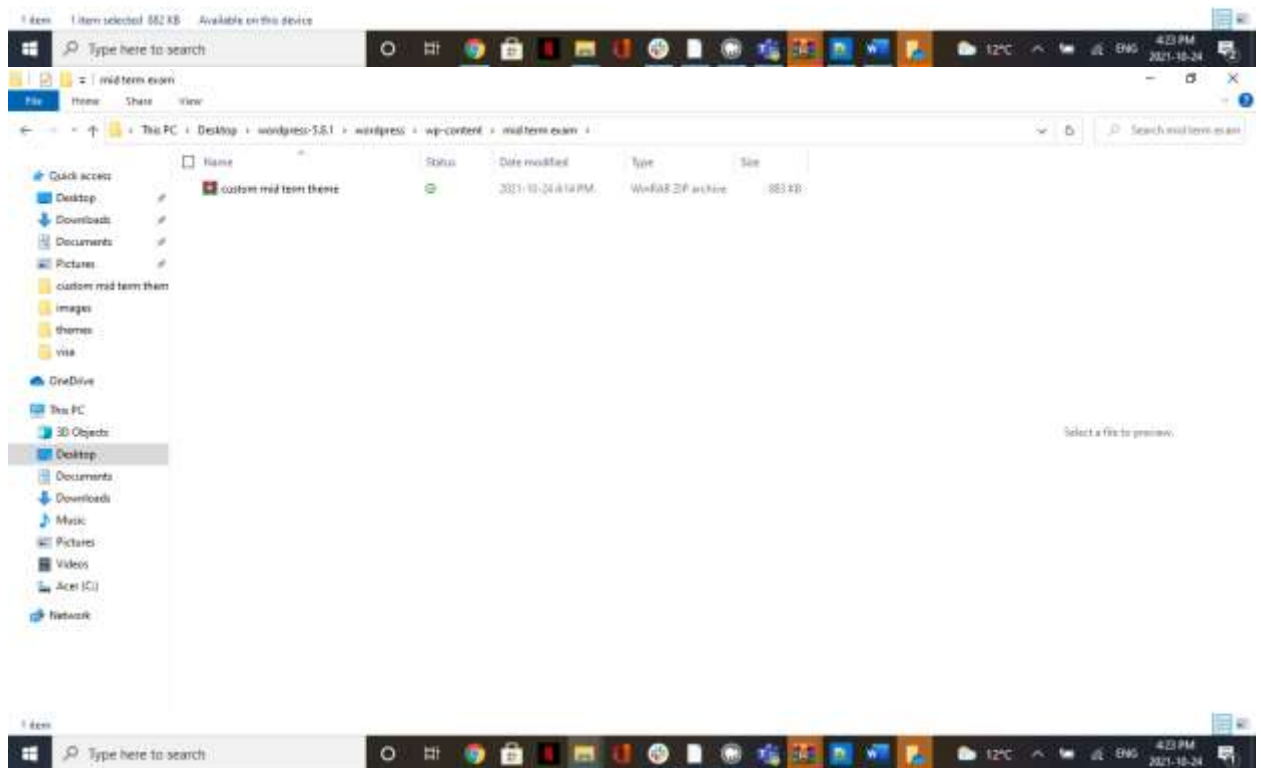 1 item 1 item selected 882 KB Available on this device
Type here to search 12°C ENG 4:23 PM
2021-10-24
mid term exam
File Home Share View
This PC › Desktop › wordpress-5.8.1 › wordpress › wp-content › mid term exam › Search mid term exam
Name Status Date modified Type Size
Quick access
custom mid term theme 2021-10-24 4:14 PM WinRAR ZIP archive 883 KB
Desktop
Downloads
Documents
Pictures
custom mid term them
images
themes
visa
OneDrive
This PC
3D Objects
Select a file to preview.
Desktop
Documents
Downloads
Music
Pictures
Videos
Acer (C:)
Network
1 item
Type here to search 12°C ENG 4:23 PM
2021-10-24